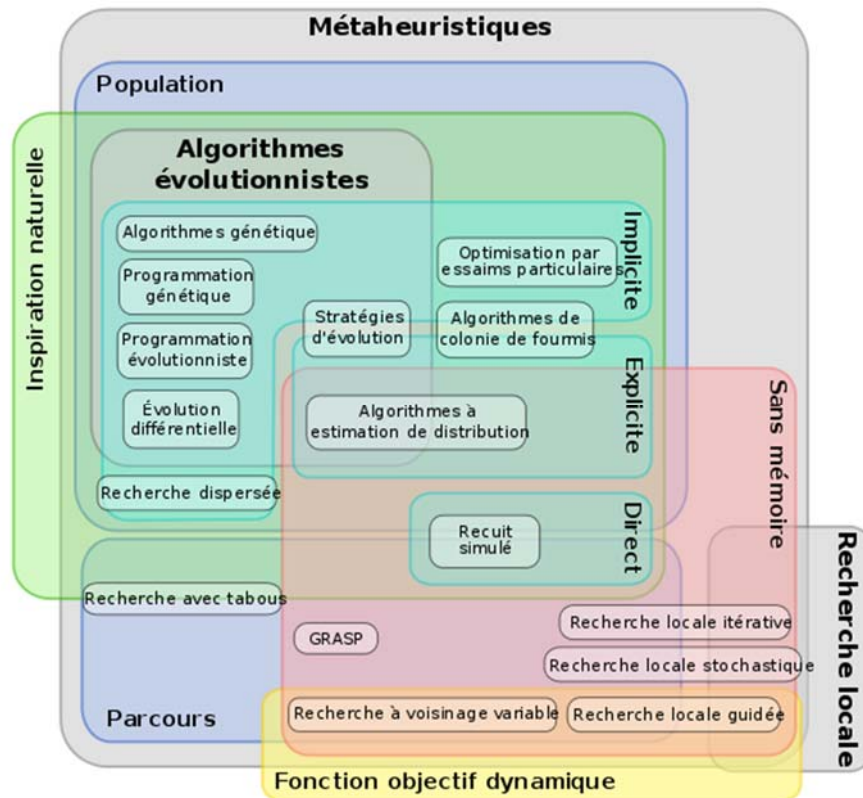 Métaheuristiques
Population
Inspiration naturelle
Algorithmes
évolutionnistes
Implicite
Algorithmes génétique
Optimisation par
essaims particulaires
Programmation
génétique
Stratégies
d'évolution
Algorithmes de
colonie de fourmis
Programmation
évolutionniste
Explicite
Sans mémoire
Évolution
différentielle
Algorithmes à
estimation de distribution
Recherche dispersée
Direct
Recuit
simulé
Recherche locale
Recherche avec tabous
GRASP
Recherche locale itérative
Recherche locale stochastique
Parcours
Recherche à voisinage variable
Recherche locale guidée
Fonction objectif dynamique